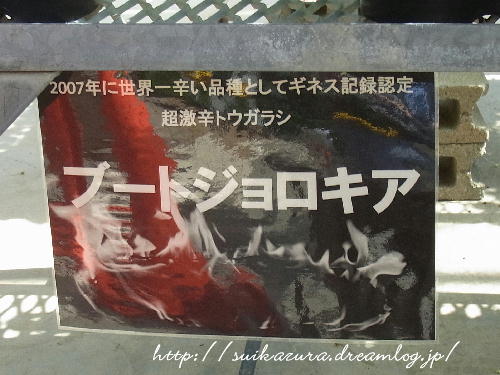 2007年に世界一辛い品種としてギネス記録認定
超激辛トウガラシ
ブートジョロキア
http://suikazura.dreamlog.jp/